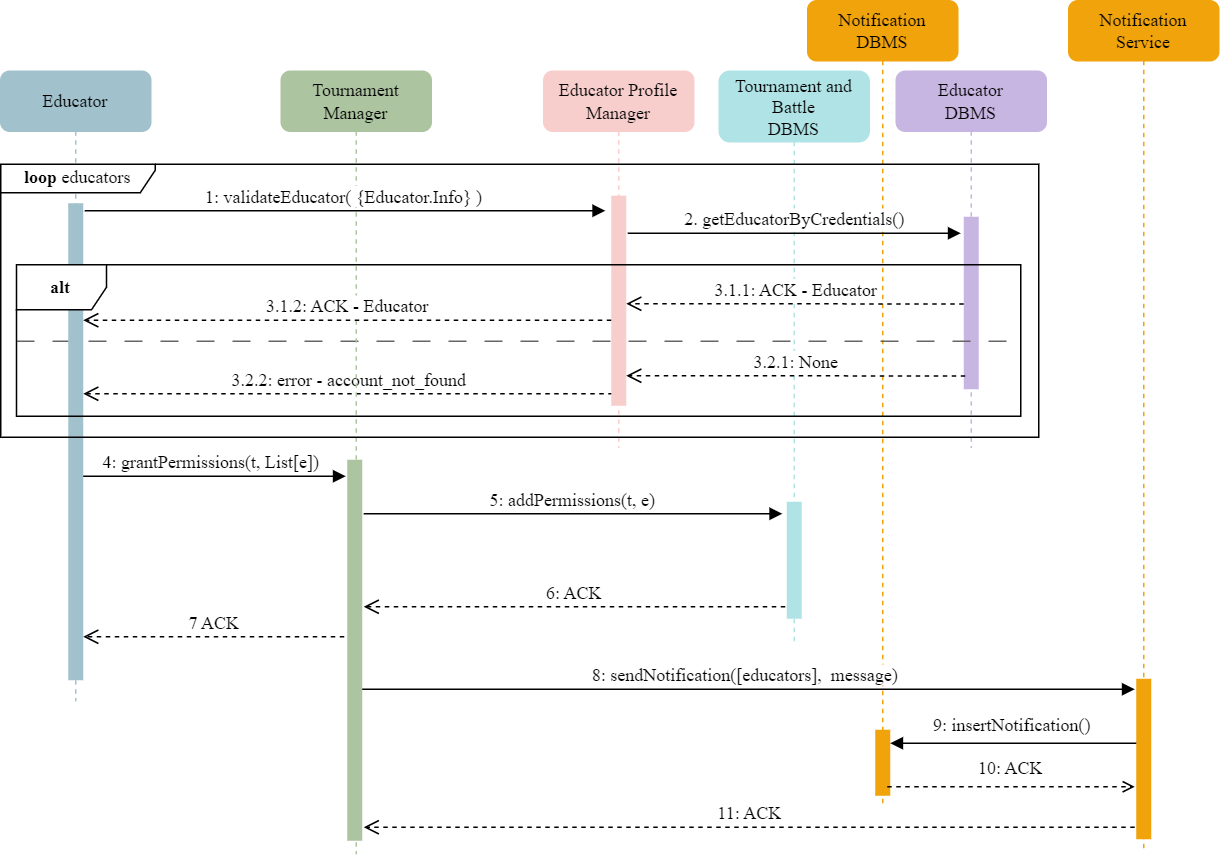 Notification
DBMS
Notification
Service
Educator
Tournament
Manager
Educator Profile
Manager
Tournament and
Battle
DBMS
Educator
DBMS
loop educators
1: validateEducator( {Educator.Info} )
2. getEducatorByCredentials()
alt
3.1.1: ACK - Educator
3.1.2: ACK - Educator
3.2.1: None
3.2.2: error - account_not_found
4: grantPermissions(t, List[e])
5: addPermissions(t, e)
6: ACK
7 ACK
8: sendNotification([educators], message)
9: insertNotification()
10: ACK
11: ACK